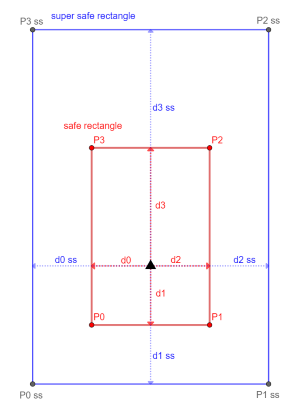 super safe rectangle
P3 ss
P2 ss
d3 ss
safe rectangle
P3
P2
d3
d0 ss
d0
d2
d2 ss
d1
P0
P1
d1 ss
P0 ss
P1 ss